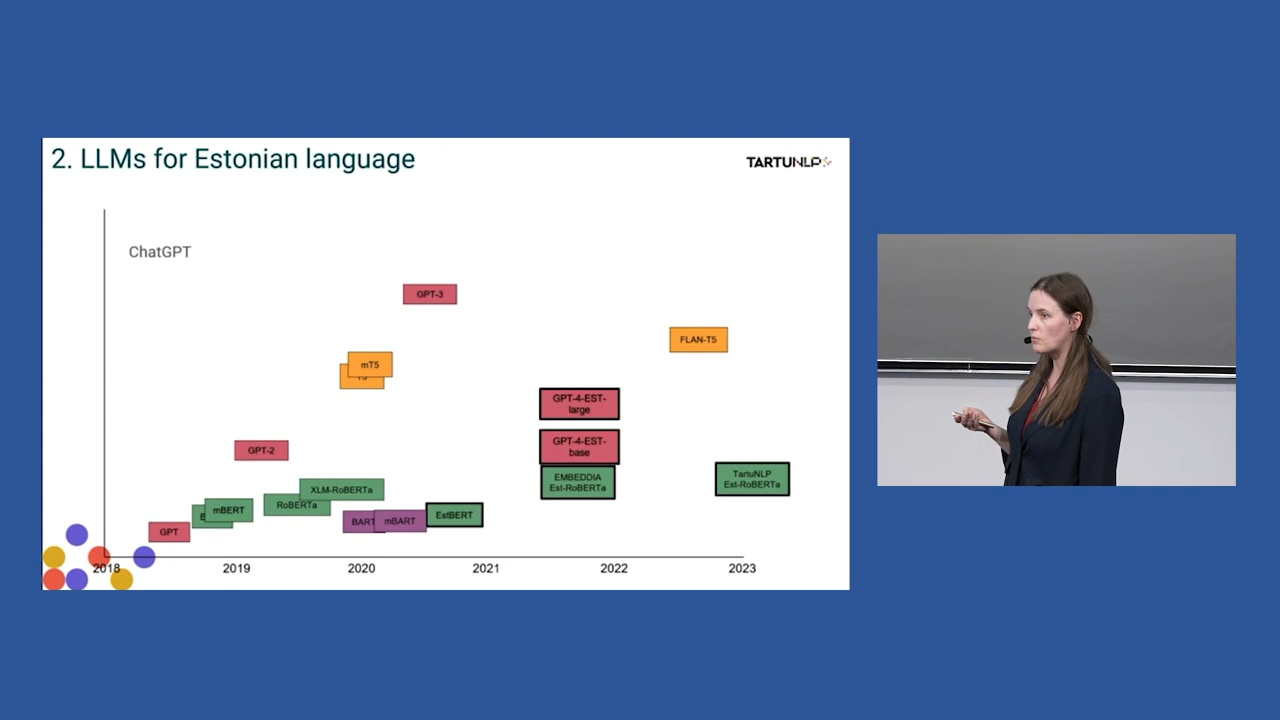 2. LLMs for Estonian language
TARTUNLP
ChatGPT
GPT-3
FLAN-T5
mT5
GPT-4-EST-
large
GPT-2
GPT-4-EST-
base
EMBEDDIA
Est-RoBERTa
TartuNLP
Est-RoBERTa
XLM-RoBERTa
RoBERTa
mBERT
BART
mBART
EstBERT
GPT
2018
2019
2020
2021
2022
2023